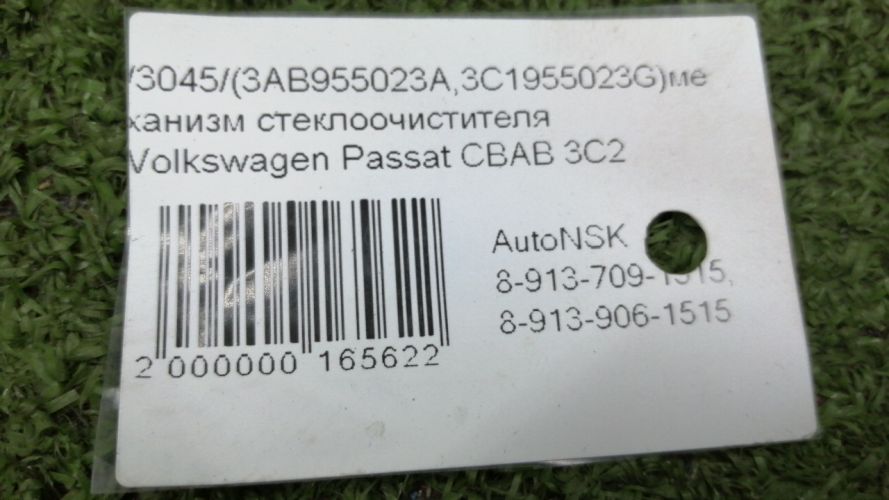 /3045/(3AB955023A,3C1955023G)ме
ханизм стеклоочистителя
Volkswagen Passat CBAB 3C2
AutoNSK
8-913-709-1515,
8-913-906-1515
2 000000 165622